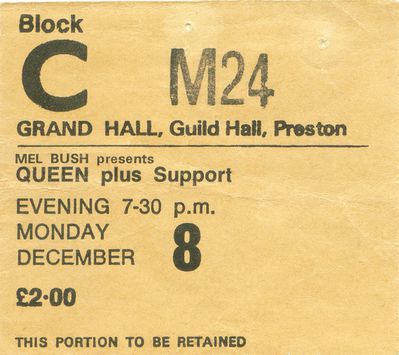 Block
C M24
GRAND HALL, Guild Hall, Preston
MEL BUSH presents
QUEEN plus Support
EVENING 7-30 p.m.
MONDAY
DECEMBER 8
£2·00
THIS PORTION TO BE RETAINED